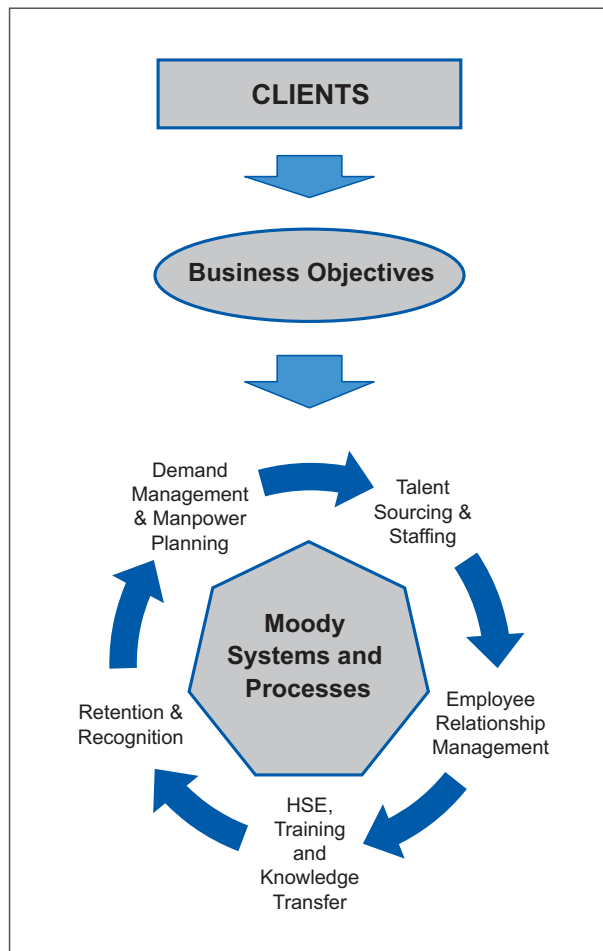 CLIENTS
Business Objectives
Demand
Management
& Manpower
Planning
Talent
Sourcing &
Staffing
Moody
Systems and
Processes
Retention &
Recognition
Employee
Relationship
Management
HSE,
Training
and
Knowledge
Transfer